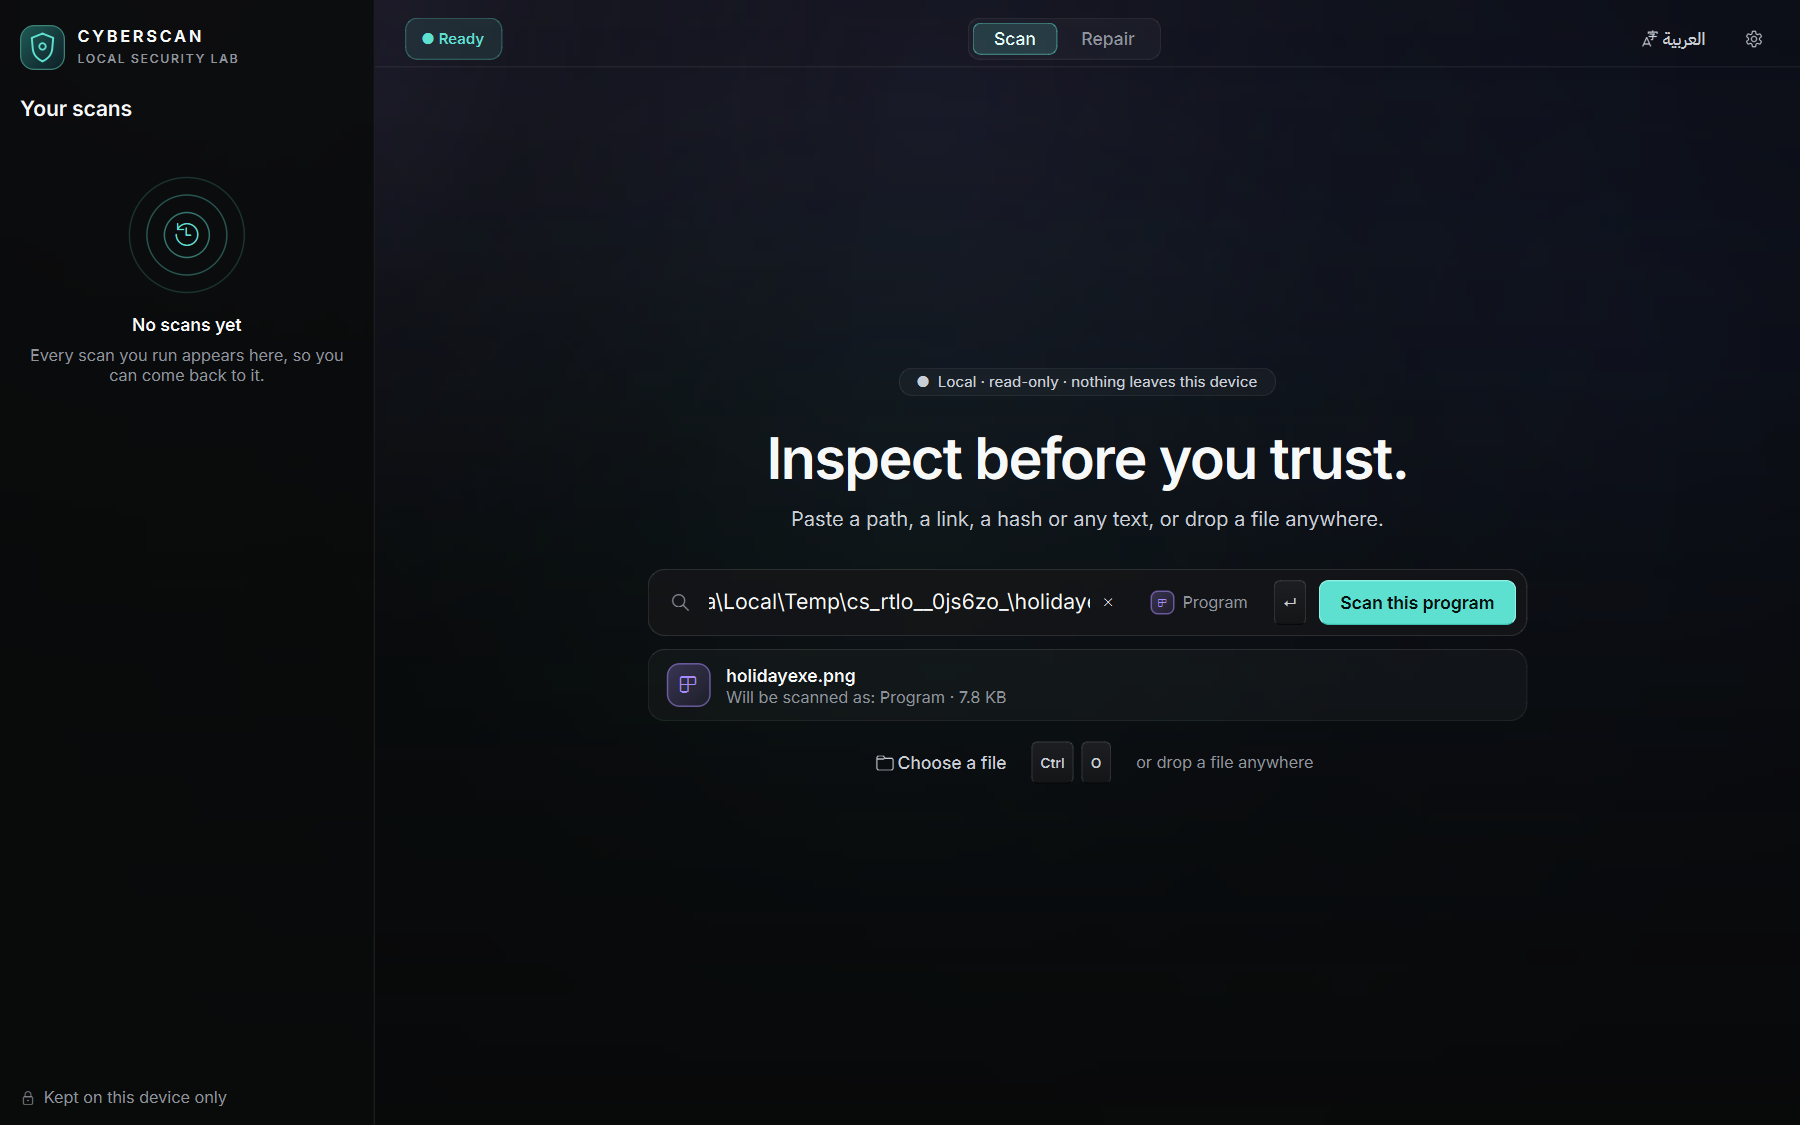 CYBERSCAN
LOCAL SECURITY LAB
Your scans
No scans yet
Every scan you run appears here, so you
can come back to it.
Kept on this device only
Ready
Scan
Repair
العربية
Local · read-only · nothing leaves this device
Inspect before you trust.
Paste a path, a link, a hash or any text, or drop a file anywhere.
a\Local\Temp\cs_rtlo__0js6zo_\holiday
Program
Scan this program
holidayexe.png
Will be scanned as: Program · 7.8 KB
Choose a file
Ctrl
O
or drop a file anywhere